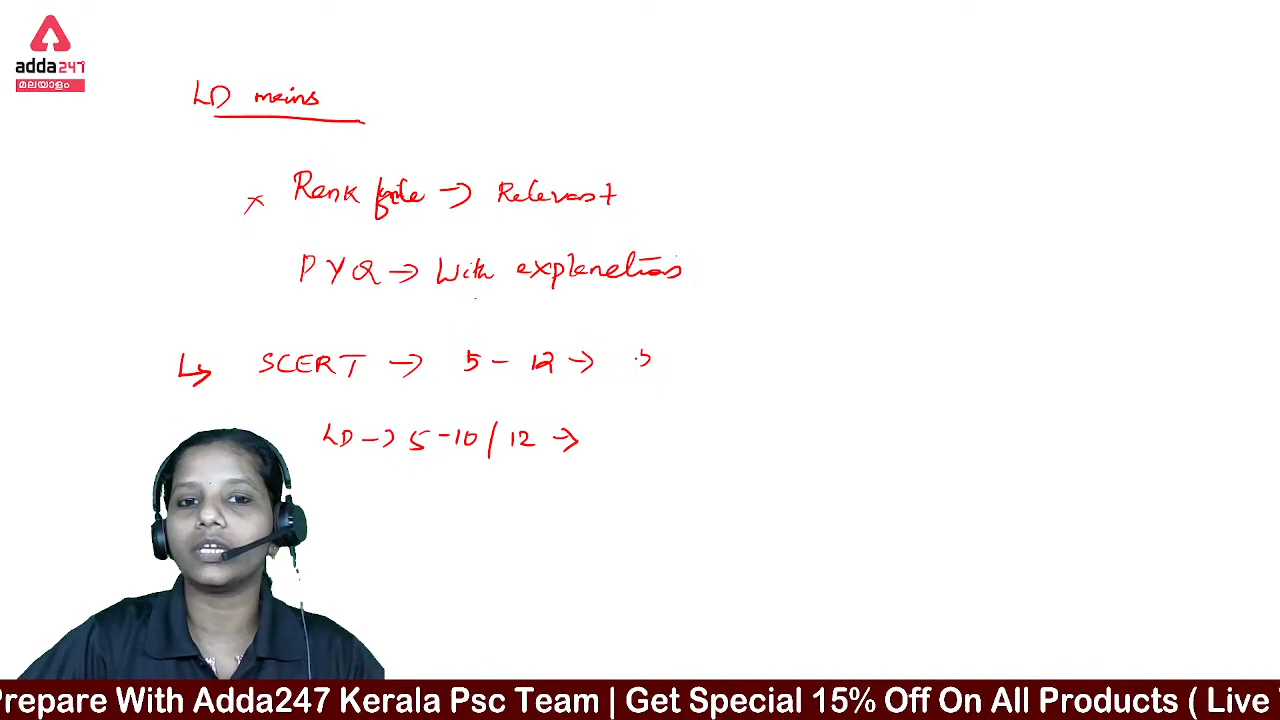 adda247
മലയാളം
LD mains
x Rank file → Relevant
PYQ → With explanations
↳ SCERT → 5 - 12 →
LD → 5-10 / 12 →
Prepare With Adda247 Kerala Psc Team | Get Special 15% Off On All Products ( Live